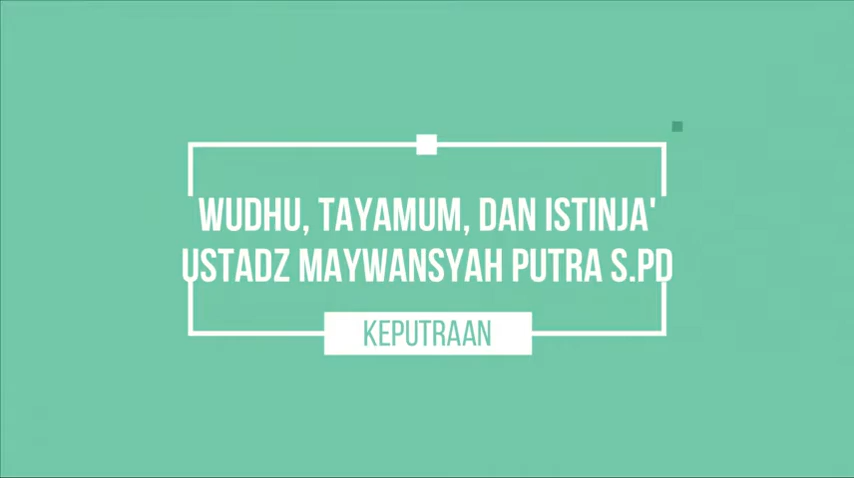 WUDHU, TAYAMUM, DAN ISTINJA'
USTADZ MAYWANSYAH PUTRA S.PD
KEPUTRAAN